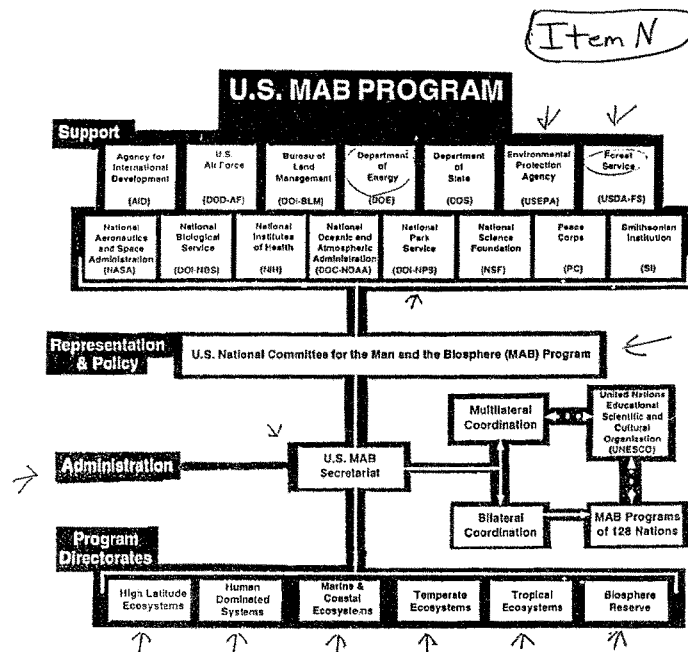 Item N
U.S. MAB PROGRAM
Support
Agency for
International
Development
(AID)
U.S.
Air Force
(DOD-AF)
Bureau of
Land
Management
(DOI-BLM)
Department
of
Energy
(DOE)
Department
of
State
(DOS)
Environmental
Protection
Agency
(USEPA)
Forest
Service
(USDA-FS)
National
Aeronautics
and Space
Administration
(NASA)
National
Biological
Service
(DOI-NBS)
National
Institutes
of Health
(NIH)
National
Oceanic and
Atmospheric
Administration
(DOC-NOAA)
National
Park
Service
(DOI-NPS)
National
Science
Foundation
(NSF)
Peace
Corps
(PC)
Smithsonian
Institution
(SI)
Representation
& Policy
U.S. National Committee for the Man and the Biosphere (MAB) Program
Multilateral
Coordination
United Nations
Educational
Scientific and
Cultural
Organization
(UNESCO)
Administration
U.S. MAB
Secretariat
Bilateral
Coordination
MAB Programs
of 128 Nations
Program
Directorates
High Latitude
Ecosystems
Human
Dominated
Systems
Marine &
Coastal
Ecosystems
Temperate
Ecosystems
Tropical
Ecosystems
Biosphere
Reserve